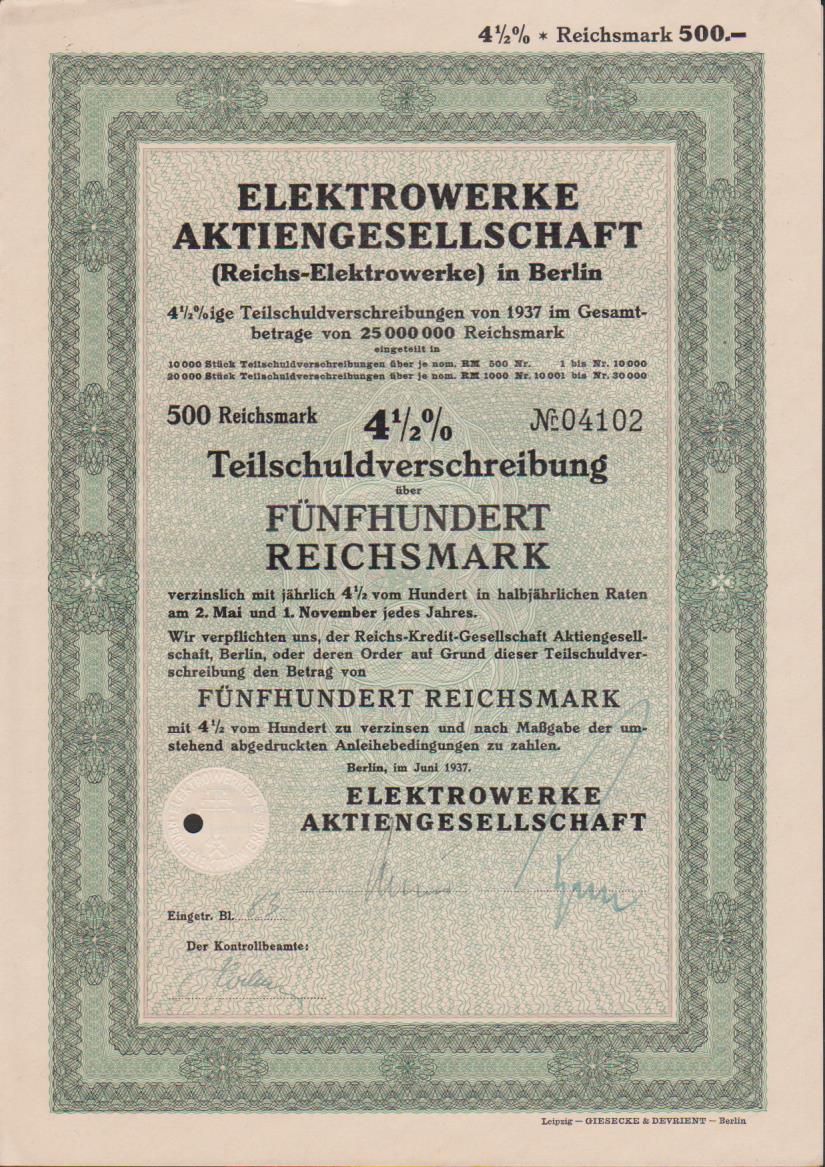 4½% * Reichsmark 500.—
ELEKTROWERKE
AKTIENGESELLSCHAFT
(Reichs-Elektrowerke) in Berlin
4½%ige Teilschuldverschreibungen von 1937 im Gesamt-
betrage von 25 000 000 Reichsmark
eingeteilt in
10 000 Stück Teilschuldverschreibungen über je nom. RM 500 Nr. 1 bis Nr. 10 000
20 000 Stück Teilschuldverschreibungen über je nom. RM 1000 Nr. 10 001 bis Nr. 30 000
500 Reichsmark 4½% № 04102
Teilschuldverschreibung
über
FÜNFHUNDERT
REICHSMARK
verzinslich mit jährlich 4½ vom Hundert in halbjährlichen Raten
am 2. Mai und 1. November jedes Jahres.
Wir verpflichten uns, der Reichs-Kredit-Gesellschaft Aktiengesell-
schaft, Berlin, oder deren Order auf Grund dieser Teilschuldver-
schreibung den Betrag von
FÜNFHUNDERT REICHSMARK
mit 4½ vom Hundert zu verzinsen und nach Maßgabe der um-
stehend abgedruckten Anleihebedingungen zu zahlen.
Berlin, im Juni 1937.
ELEKTROWERKE
AKTIENGESELLSCHAFT
Eingetr. Bl. 83
Der Kontrollbeamte:
Leipzig — GIESECKE & DEVRIENT — Berlin